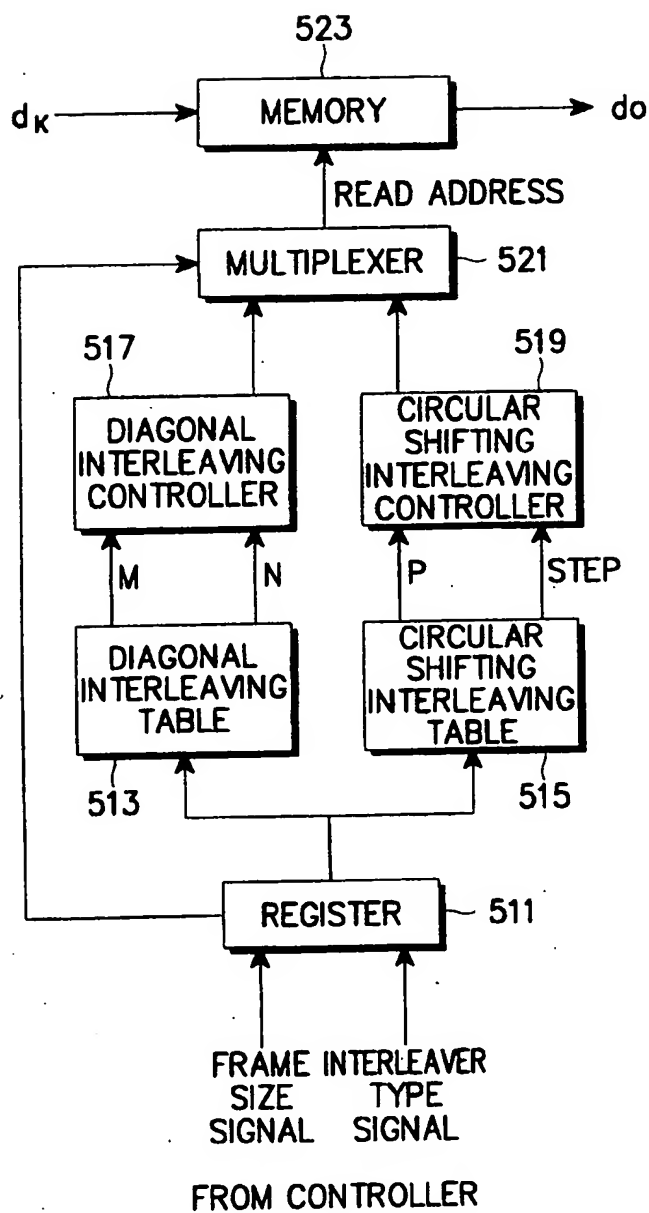 523
dK
MEMORY
do
READ ADDRESS
MULTIPLEXER
521
517
519
DIAGONAL
INTERLEAVING
CONTROLLER
CIRCULAR
SHIFTING
INTERLEAVING
CONTROLLER
M
N
P
STEP
DIAGONAL
INTERLEAVING
TABLE
CIRCULAR
SHIFTING
INTERLEAVING
TABLE
513
515
REGISTER
511
FRAME
SIZE
SIGNAL
INTERLEAVER
TYPE
SIGNAL
FROM CONTROLLER